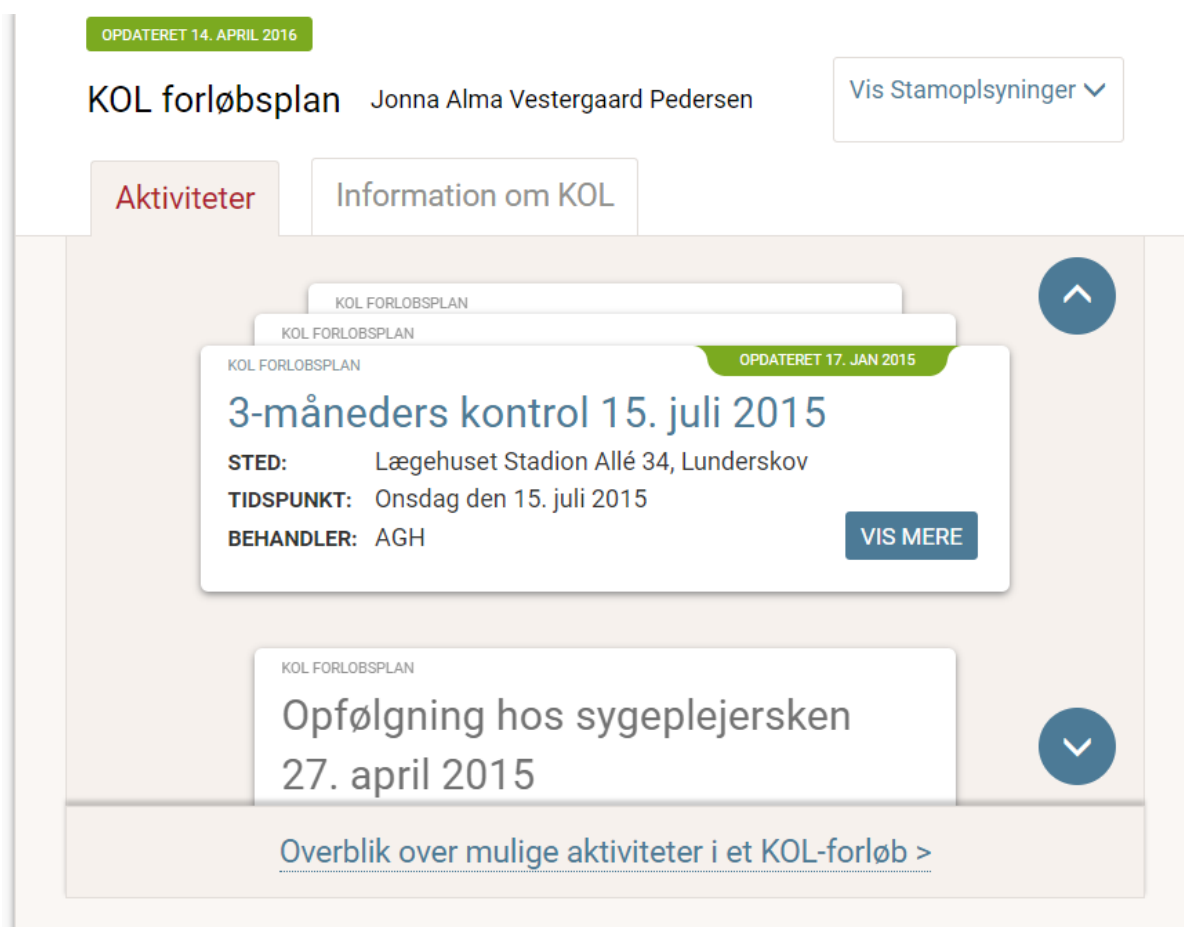 OPDATERET 14. APRIL 2016
KOL forløbsplan Jonna Alma Vestergaard Pedersen
Vis Stamoplsyninger
Aktiviteter
Information om KOL
KOL FORLOBSPLAN
KOL FORLOBSPLAN
KOL FORLOBSPLAN
OPDATERET 17. JAN 2015
3-måneders kontrol 15. juli 2015
STED: Lægehuset Stadion Allé 34, Lunderskov
TIDSPUNKT: Onsdag den 15. juli 2015
BEHANDLER: AGH
VIS MERE
KOL FORLOBSPLAN
Opfølgning hos sygeplejersken
27. april 2015
Overblik over mulige aktiviteter i et KOL-forløb >